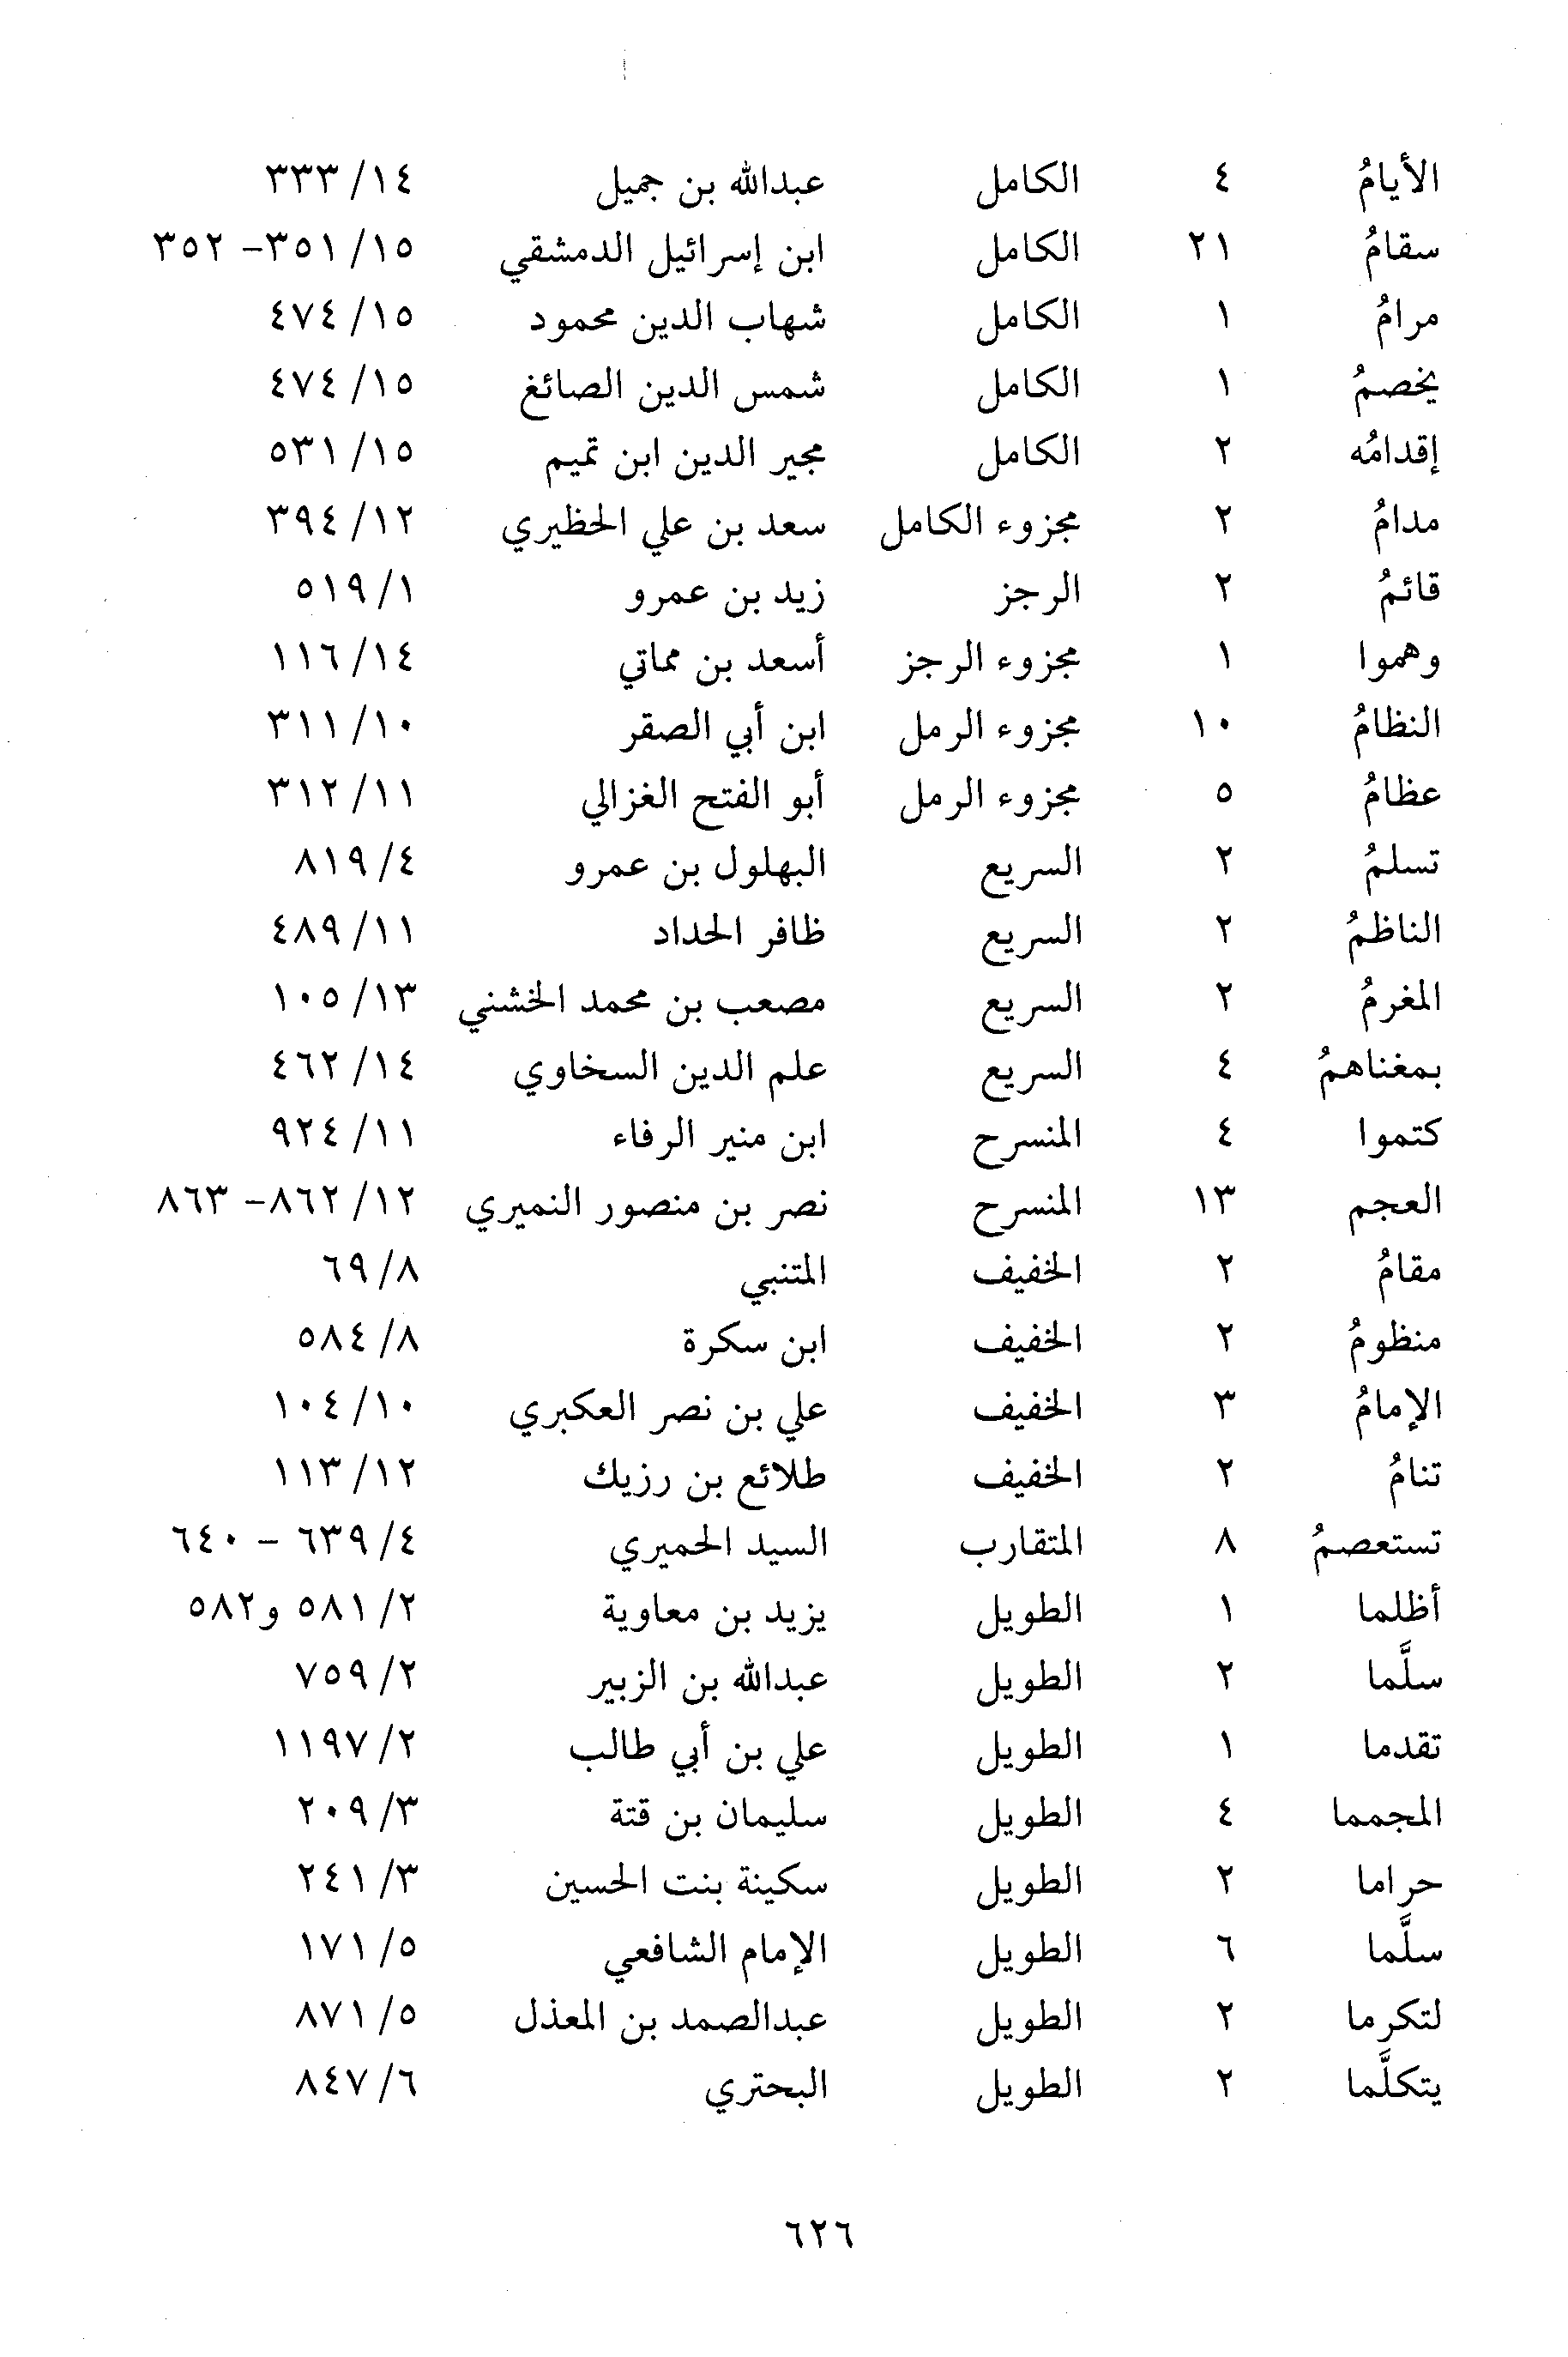 الأيامُ ٤ الكامل عبدالله بن جميل ١٤/ ٣٣٣
سقامُ ٢١ الكامل ابن إسرائيل الدمشقي ١٥/ ٣٥١- ٣٥٢
مرامُ ١ الكامل شهاب الدين محمود ١٥/ ٤٧٤
يخصمُ ١ الكامل شمس الدين الصائغ ١٥/ ٤٧٤
إقدامُه ٢ الكامل مجير الدين ابن تميم ١٥/ ٥٣١
مدامُ ٢ مجزوء الكامل سعد بن علي الحظيري ١٢/ ٣٩٤
قائمُ ٢ الرجز زيد بن عمرو ١/ ٥١٩
وهموا ١ مجزوء الرجز أسعد بن مماتي ١٤/ ١١٦
النظامُ ١٠ مجزوء الرمل ابن أبي الصقر ١٠/ ٣١١
عظامُ ٥ مجزوء الرمل أبو الفتح الغزالي ١١/ ٣١٢
تسلمُ ٢ السريع البهلول بن عمرو ٤/ ٨١٩
الناظمُ ٢ السريع ظافر الحداد ١١/ ٤٨٩
المغرمُ ٢ السريع مصعب بن محمد الخشني ١٣/ ١٠٥
بمغناهمُ ٤ السريع علم الدين السخاوي ١٤/ ٤٦٢
كتموا ٤ المنسرح ابن منير الرفاء ١١/ ٩٢٤
العجم ١٣ المنسرح نصر بن منصور النميري ١٢/ ٨٦٢- ٨٦٣
مقامُ ٢ الخفيف المتنبي ٨/ ٦٩
منظومُ ٢ الخفيف ابن سكرة ٨/ ٥٨٤
الإمامُ ٣ الخفيف علي بن نصر العكبري ١٠/ ١٠٤
تنامُ ٢ الخفيف طلائع بن رزيك ١٢/ ١١٣
تستعصمُ ٨ المتقارب السيد الحميري ٤/ ٦٣٩ - ٦٤٠
أظلما ١ الطويل يزيد بن معاوية ٢/ ٥٨١ و٥٨٢
سلَّما ٢ الطويل عبدالله بن الزبير ٢/ ٧٥٩
تقدما ١ الطويل علي بن أبي طالب ٢/ ١١٩٧
المجمما ٤ الطويل سليمان بن قتة ٣/ ٢٠٩
حراما ٢ الطويل سكينة بنت الحسين ٣/ ٢٤١
سلَّما ٦ الطويل الإمام الشافعي ٥/ ١٧١
لتكرما ٢ الطويل عبدالصمد بن المعذل ٥/ ٨٧١
يتكلَّما ٢ الطويل البحتري ٦/ ٨٤٧
٦٢٦